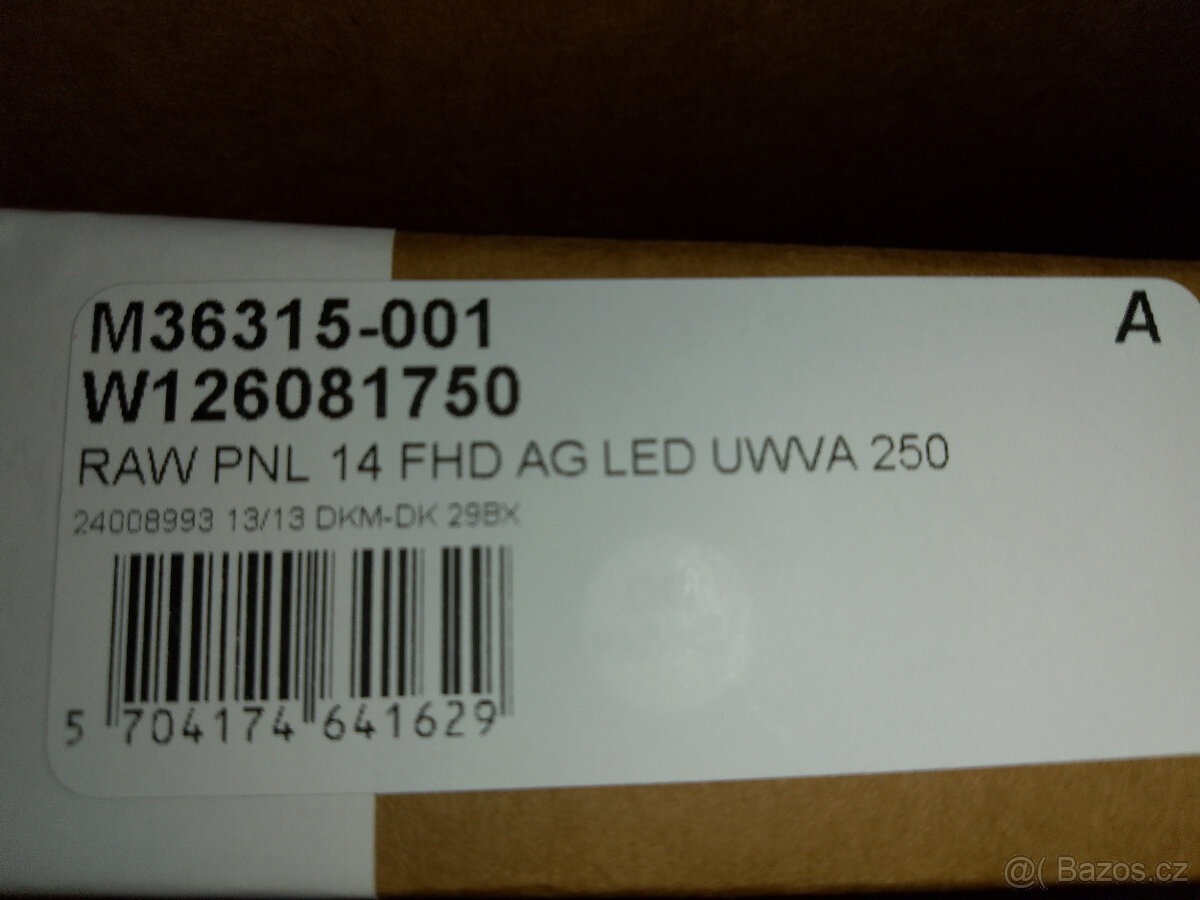 M36315-001
A
W126081750
RAW PNL 14 FHD AG LED UWVA 250
24008993 13/13 DKM-DK 29BX
5 704174 641629
@( Bazos.cz